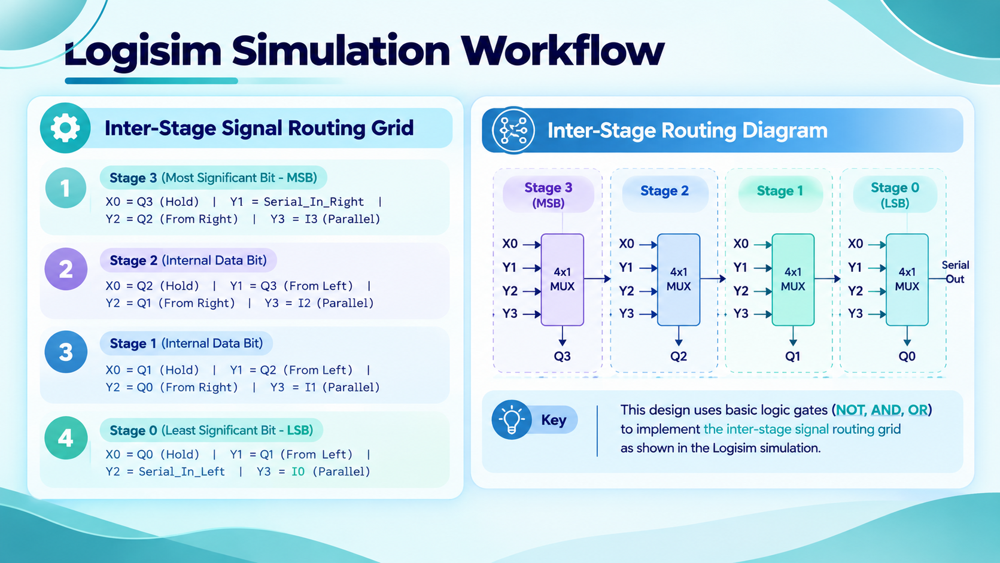 Logisim Simulation Workflow
Inter-Stage Signal Routing Grid
1
Stage 3 (Most Significant Bit - MSB)
X0 = Q3 (Hold) | Y1 = Serial_In_Right |
Y2 = Q2 (From Right) | Y3 = I3 (Parallel)
2
Stage 2 (Internal Data Bit)
X0 = Q2 (Hold) | Y1 = Q3 (From Left) |
Y2 = Q1 (From Right) | Y3 = I2 (Parallel)
3
Stage 1 (Internal Data Bit)
X0 = Q1 (Hold) | Y1 = Q2 (From Left) |
Y2 = Q0 (From Right) | Y3 = I1 (Parallel)
4
Stage 0 (Least Significant Bit - LSB)
X0 = Q0 (Hold) | Y1 = Q1 (From Left) |
Y2 = Serial_In_Left | Y3 = I0 (Parallel)
Inter-Stage Routing Diagram
Stage 3
(MSB)
X0
Y1
Y2
Y3
4x1
MUX
Q3
Stage 2
X0
Y1
Y2
Y3
4x1
MUX
Q2
Stage 1
X0
Y1
Y2
Y3
4x1
MUX
Q1
Stage 0
(LSB)
X0
Y1
Y2
Y3
4x1
MUX
Q0
Serial
Out
Key
This design uses basic logic gates (NOT, AND, OR)
to implement the inter-stage signal routing grid
as shown in the Logisim simulation.